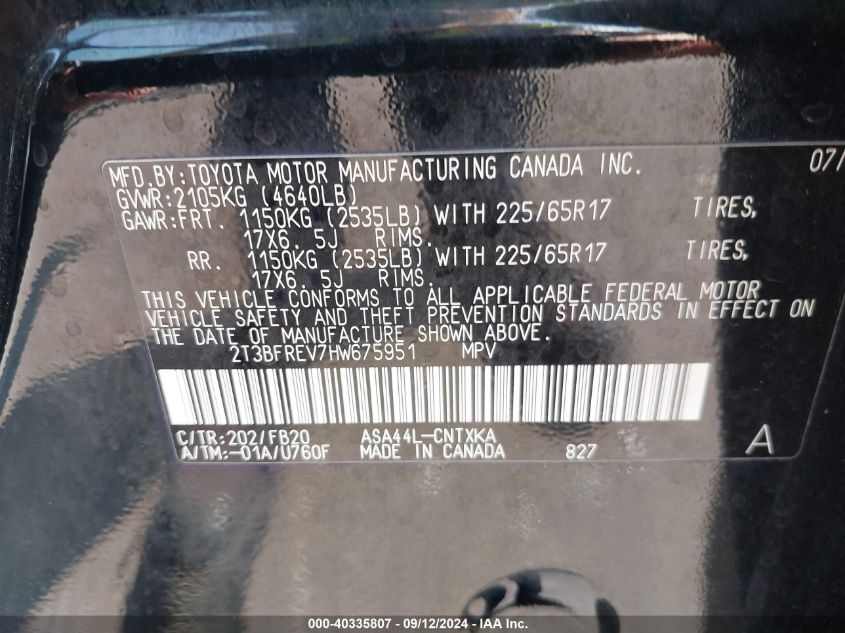 MFD.BY:TOYOTA MOTOR MANUFACTURING CANADA INC. 07/
GVWR:2105KG (4640LB)
GAWR:FRT. 1150KG (2535LB) WITH 225/65R17 TIRES,
17X6. 5J RIMS.
RR. 1150KG (2535LB) WITH 225/65R17 TIRES,
17X6. 5J RIMS.
THIS VEHICLE CONFORMS TO ALL APPLICABLE FEDERAL MOTOR
VEHICLE SAFETY AND THEFT PREVENTION STANDARDS IN EFFECT ON
THE DATE OF MANUFACTURE SHOWN ABOVE.
2T3BFREV7HW675951 MPV
C/TR:202/FB20 ASA44L-CNTXKA
A/TM:-01A/U760F MADE IN CANADA 827 A
000-40335807 - 09/12/2024 - IAA Inc.